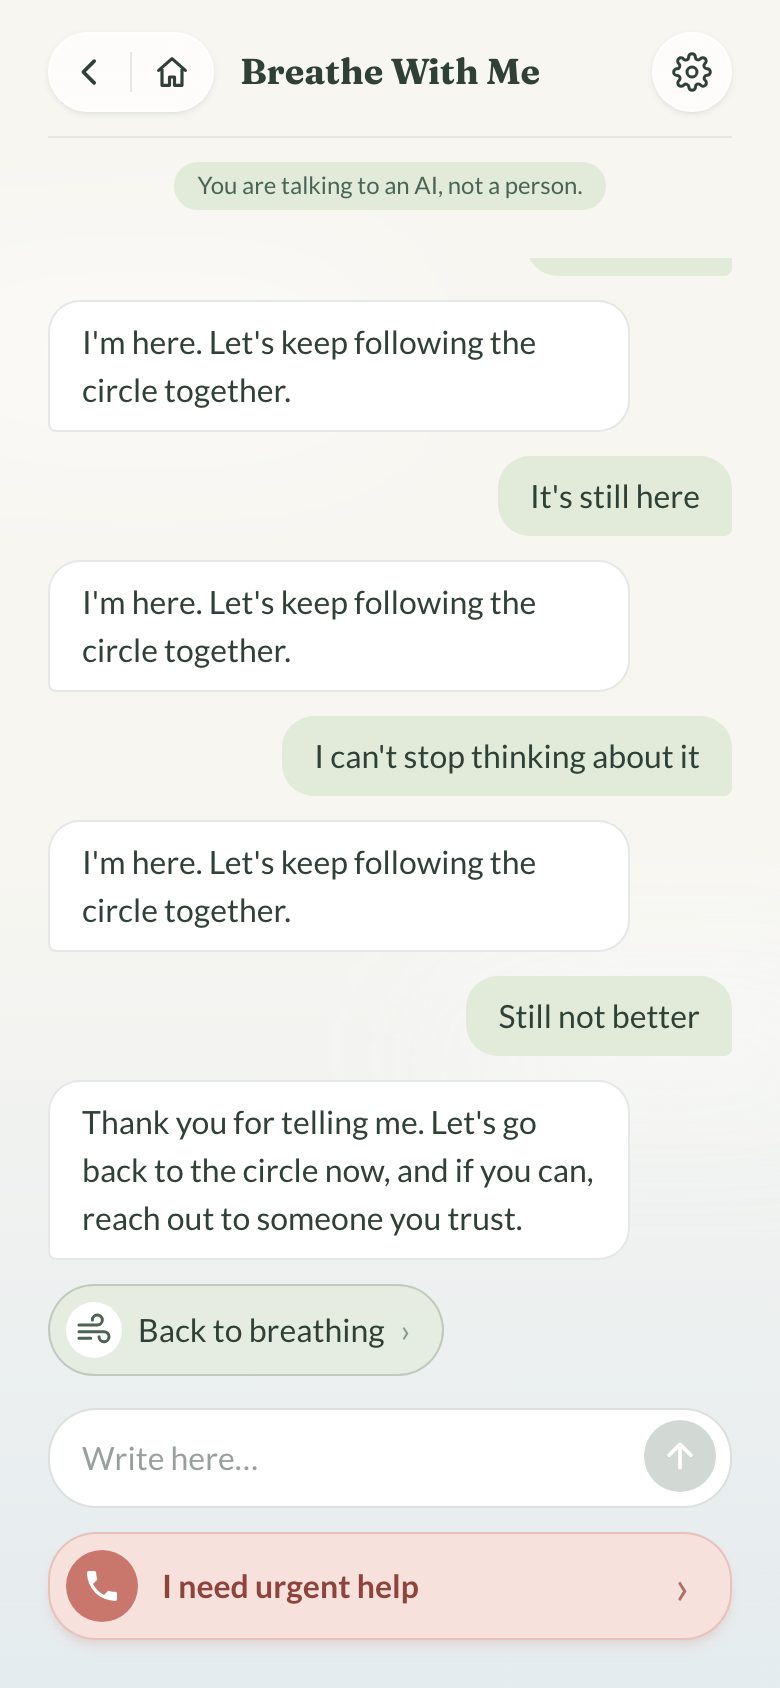 Breathe With Me
You are talking to an AI, not a person.
I'm here. Let's keep following the
circle together.
It's still here
I'm here. Let's keep following the
circle together.
I can't stop thinking about it
I'm here. Let's keep following the
circle together.
Still not better
Thank you for telling me. Let's go
back to the circle now, and if you can,
reach out to someone you trust.
Back to breathing ›
Write here...
I need urgent help ›